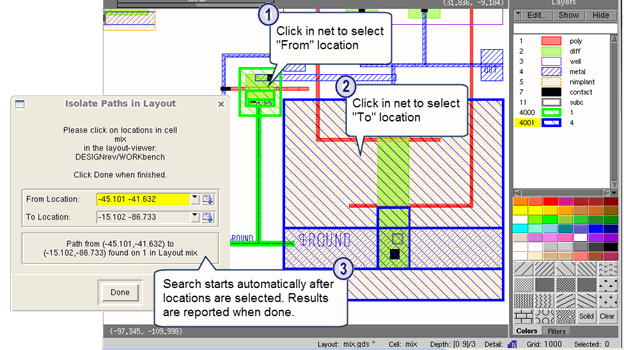 (31,836, -9,184)
Layers
Edit...
Show
Hide
1 poly
2 diff
3 well
4 metal
5 nimplant
7 contact
11 subc
4000 1
4001 4
1
Click in net to select
"From" location
2
Click in net to select
"To" location
OUT
Isolate Paths in Layout
Please click on locations in cell
mix
in the layout-viewer:
DESIGNrev/WORKbench
Click Done when finished.
From Location: -45.101 -41.632
To Location: -15.102 -86.733
Path from (-45.101,-41.632) to
(-15.102,-86.733) found on 1 in Layout mix
Done
GROUND
GROUND
3
Search starts automatically after
locations are selected. Results
are reported when done.
(-97,345, -109,998)
Solid
Clear
Colors
Filters
Layout: mix.gds *
Cell: mix
Depth: [0 9]/3
Detail:
Grid: 1000
Selected: 0